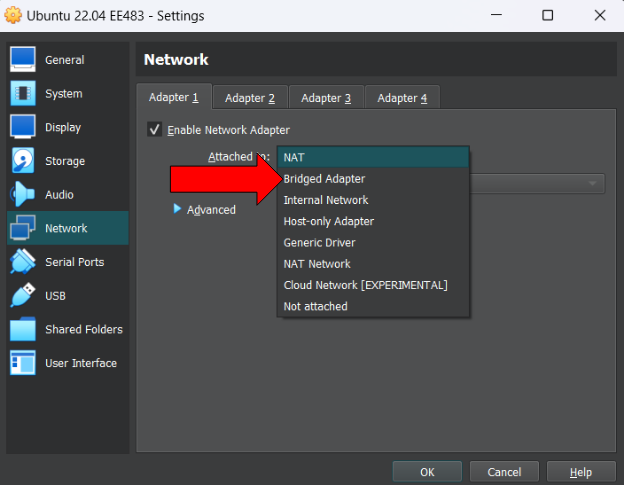 Ubuntu 22.04 EE483 - Settings
General
System
Display
Storage
Audio
Network
Serial Ports
USB
Shared Folders
User Interface
Network
Adapter 1
Adapter 2
Adapter 3
Adapter 4
Enable Network Adapter
Attached to:
NAT
Bridged Adapter
Internal Network
Host-only Adapter
Generic Driver
NAT Network
Cloud Network [EXPERIMENTAL]
Not attached
Advanced
OK
Cancel
Help